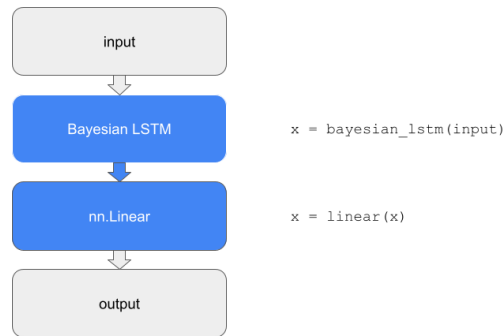 input
Bayesian LSTM
x = bayesian_lstm(input)
nn.Linear
x = linear(x)
output